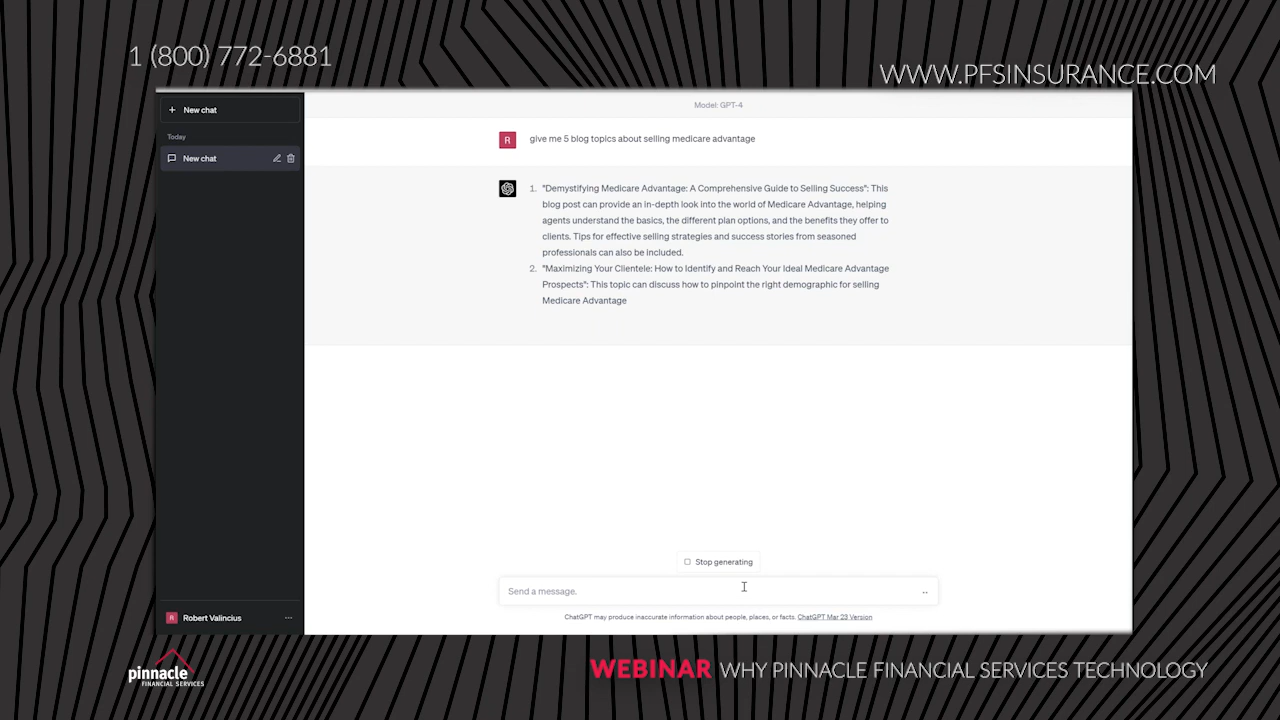 1 (800) 772-6881
WWW.PFSINSURANCE.COM
+ New chat
Today
New chat
Model: GPT-4
R
give me 5 blog topics about selling medicare advantage
1. "Demystifying Medicare Advantage: A Comprehensive Guide to Selling Success": This
blog post can provide an in-depth look into the world of Medicare Advantage, helping
agents understand the basics, the different plan options, and the benefits they offer to
clients. Tips for effective selling strategies and success stories from seasoned
professionals can also be included.
2. "Maximizing Your Clientele: How to Identify and Reach Your Ideal Medicare Advantage
Prospects": This topic can discuss how to pinpoint the right demographic for selling
Medicare Advantage
Stop generating
Send a message.
ChatGPT may produce inaccurate information about people, places, or facts. ChatGPT Mar 23 Version
R Robert Valincius
pinnacle
FINANCIAL SERVICES
WEBINAR WHY PINNACLE FINANCIAL SERVICES TECHNOLOGY